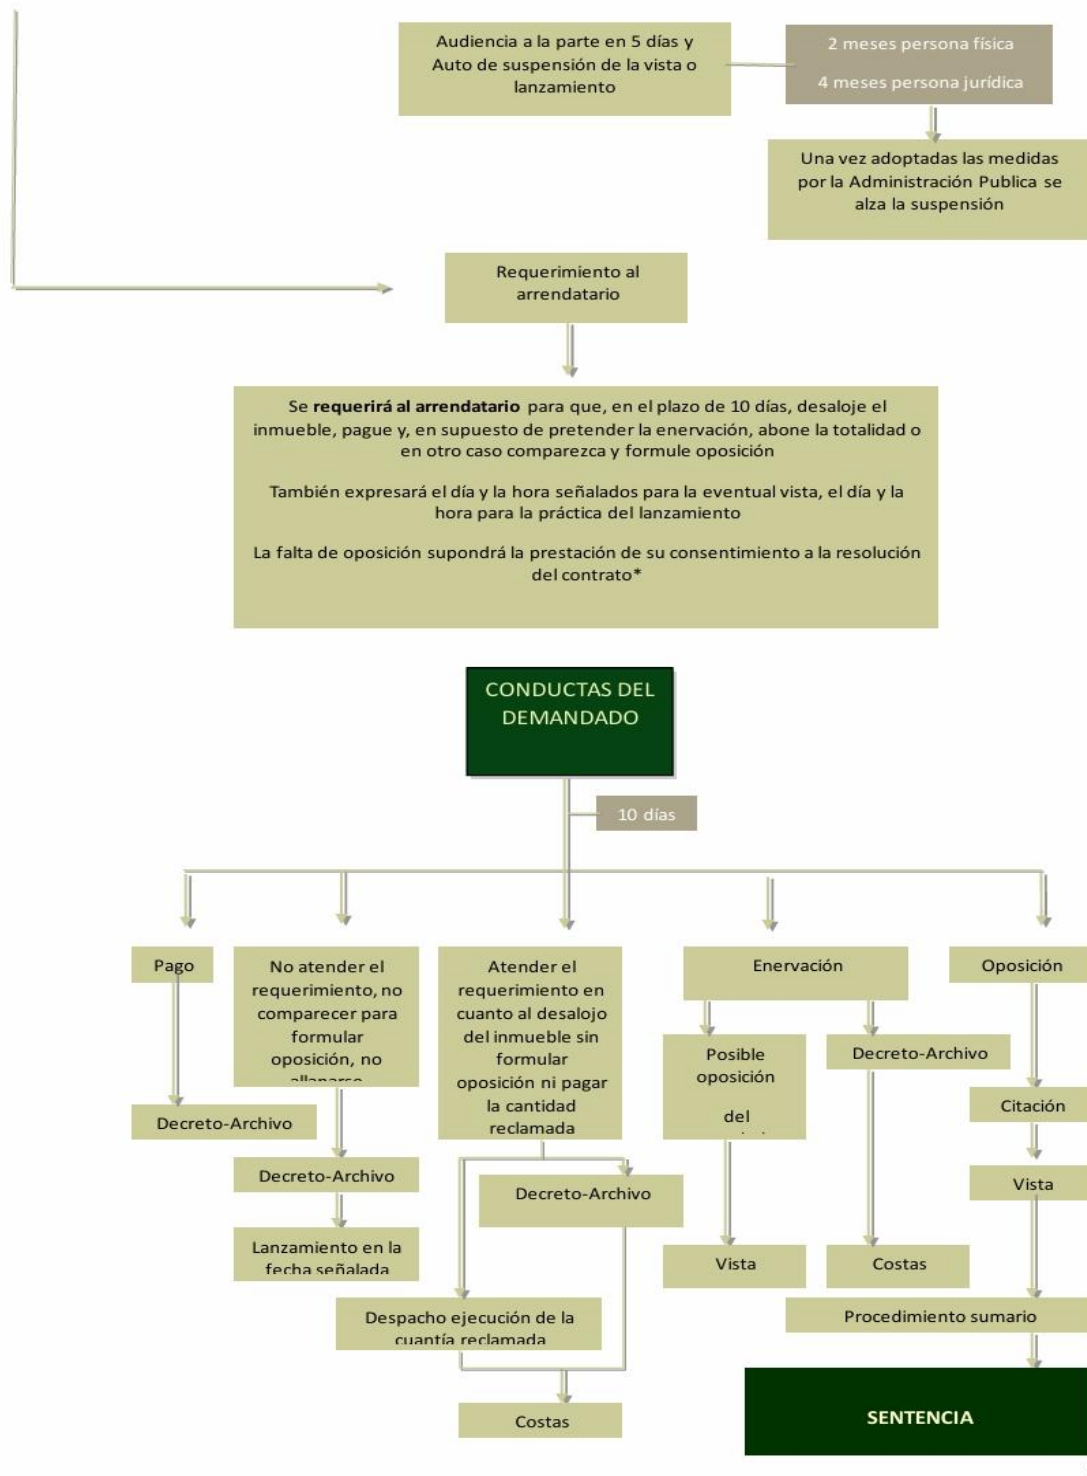 Audiencia a la parte en 5 días y
Auto de suspensión de la vista o
lanzamiento
2 meses persona física
4 meses persona jurídica
Una vez adoptadas las medidas
por la Administración Publica se
alza la suspensión
Requerimiento al
arrendatario
Se requerirá al arrendatario para que, en el plazo de 10 días, desaloje el
inmueble, pague y, en supuesto de pretender la enervación, abone la totalidad o
en otro caso comparezca y formule oposición
También expresará el día y la hora señalados para la eventual vista, el día y la
hora para la práctica del lanzamiento
La falta de oposición supondrá la prestación de su consentimiento a la resolución
del contrato*
CONDUCTAS DEL
DEMANDADO
10 días
Pago
Decreto-Archivo
No atender el
requerimiento, no
comparecer para
formular
oposición, no
allanarse
Decreto-Archivo
Lanzamiento en la
fecha señalada
Atender el
requerimiento en
cuanto al desalojo
del inmueble sin
formular
oposición ni pagar
la cantidad
reclamada
Decreto-Archivo
Despacho ejecución de la
cuantía reclamada
Costas
Enervación
Posible
oposición
del
Vista
Decreto-Archivo
Costas
Oposición
Citación
Vista
Procedimiento sumario
SENTENCIA